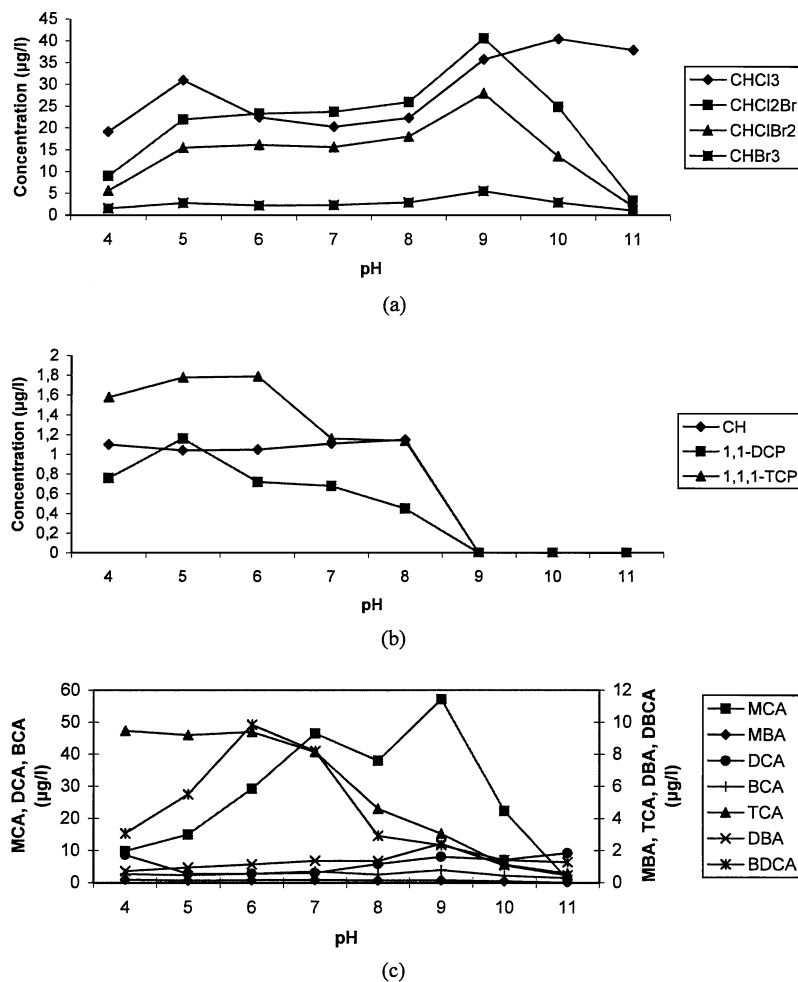 45
40
35
30
25
20
15
10
5
0
Concentration (µg/l)
4 5 6 7 8 9 10 11
pH
CHCl3
CHCl2Br
CHClBr2
CHBr3
(a)
2
1,8
1,6
1,4
1,2
1
0,8
0,6
0,4
0,2
0
Concentration (µg/l)
4 5 6 7 8 9 10 11
pH
CH
1,1-DCP
1,1,1-TCP
(b)
60
50
40
30
20
10
0
MCA, DCA, BCA
(µg/l)
4 5 6 7 8 9 10 11
pH
12
10
8
6
4
2
0
MBA, TCA, DBA, DBCA
(µg/l)
MCA
MBA
DCA
BCA
TCA
DBA
BDCA
(c)